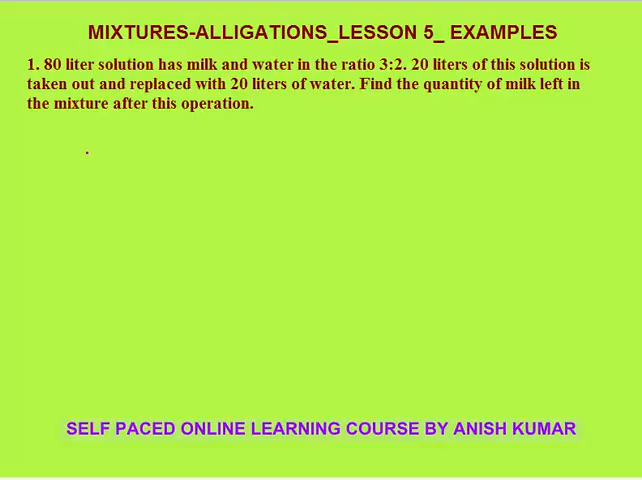 MIXTURES-ALLIGATIONS_LESSON 5_ EXAMPLES
1. 80 liter solution has milk and water in the ratio 3:2. 20 liters of this solution is
taken out and replaced with 20 liters of water. Find the quantity of milk left in
the mixture after this operation.
SELF PACED ONLINE LEARNING COURSE BY ANISH KUMAR